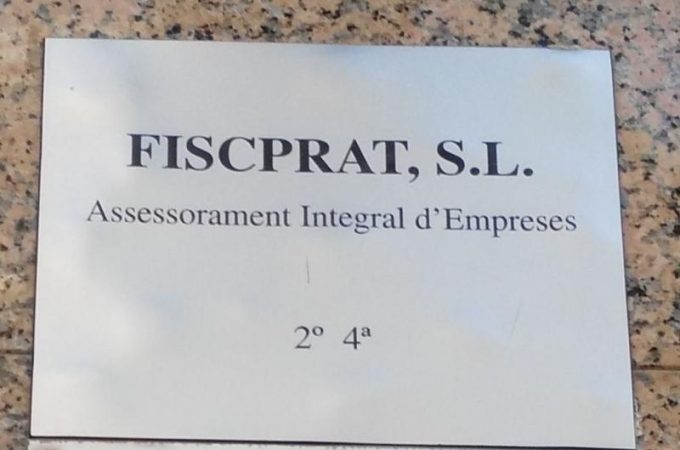 FISCPRAT, S.L.
Assessorament Integral d'Empreses
2º 4ª